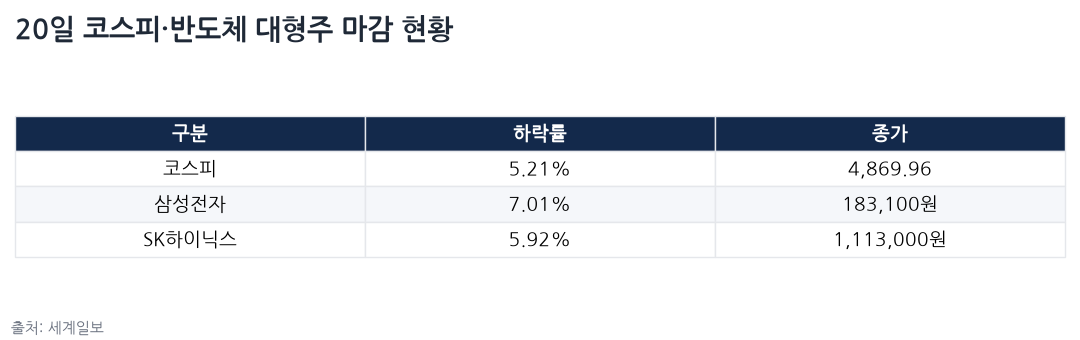 20일 코스피·반도체 대형주 마감 현황
구분 하락률 종가
코스피 5.21% 4,869.96
삼성전자 7.01% 183,100원
SK하이닉스 5.92% 1,113,000원
출처: 세계일보